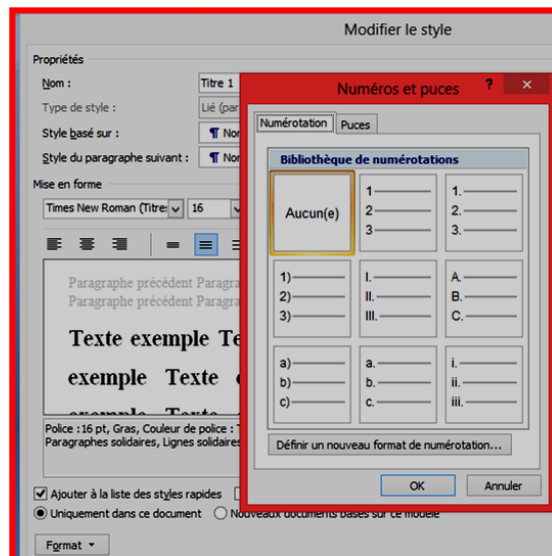 Modifier le style
Propriétés
Nom :
Titre 1
Type de style :
Lié (par
Style basé sur :
¶ Nor
Style du paragraphe suivant :
¶ Nor
Mise en forme
Times New Roman (Titre:
16
Paragraphe précédent Paragra
Paragraphe précédent Paragra
Texte exemple Te
exemple Texte
exemple Texte
Police :16 pt, Gras, Couleur de police : T
Paragraphes solidaires, Lignes solidaires
Ajouter à la liste des styles rapides
Uniquement dans ce document
Nouveaux documents basés sur ce modèle
Format
Numéros et puces
? ×
Numérotation
Puces
Bibliothèque de numérotations
Aucun(e)
1
2
3
1.
2.
3.
1)
2)
3)
I.
II.
III.
A.
B.
C.
a)
b)
c)
a.
b.
c.
i.
ii.
iii.
Définir un nouveau format de numérotation...
OK
Annuler